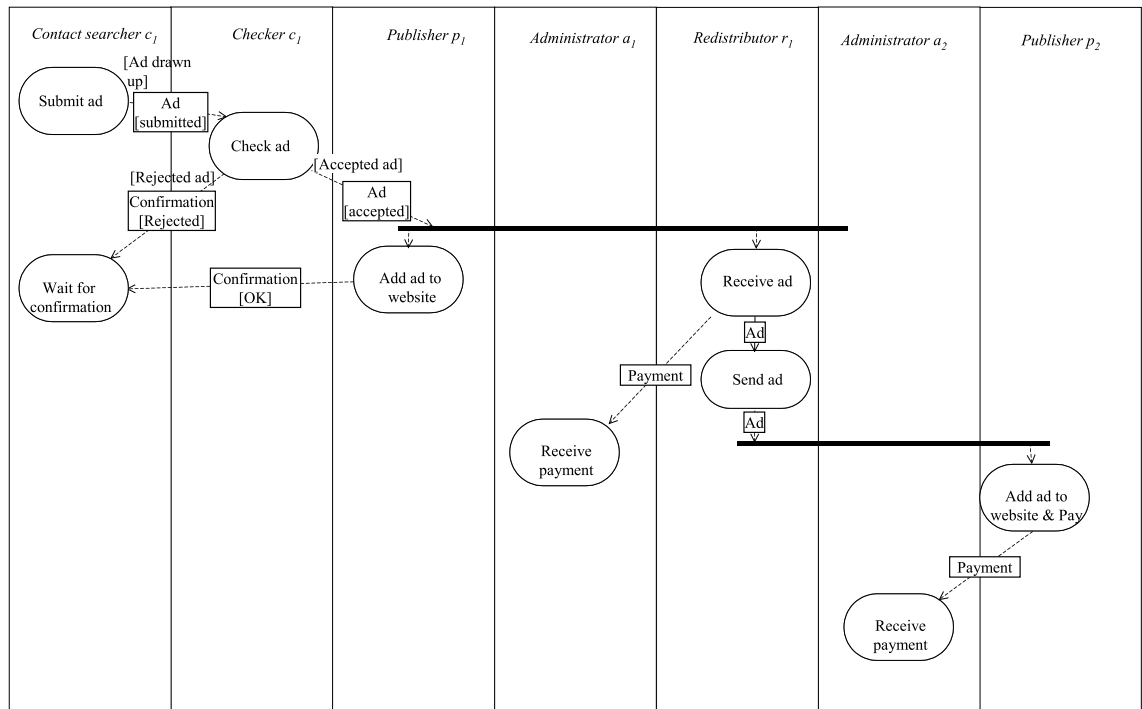 Contact searcher c1
Checker c1
Publisher p1
Administrator a1
Redistributor r1
Administrator a2
Publisher p2
[Ad drawn
up]
Submit ad
Ad
[submitted]
Check ad
[Accepted ad]
[Rejected ad]
Ad
[accepted]
Confirmation
[Rejected]
Wait for
confirmation
Confirmation
[OK]
Add ad to
website
Receive ad
Ad
Payment
Send ad
Ad
Receive
payment
Add ad to
website & Pay
Payment
Receive
payment